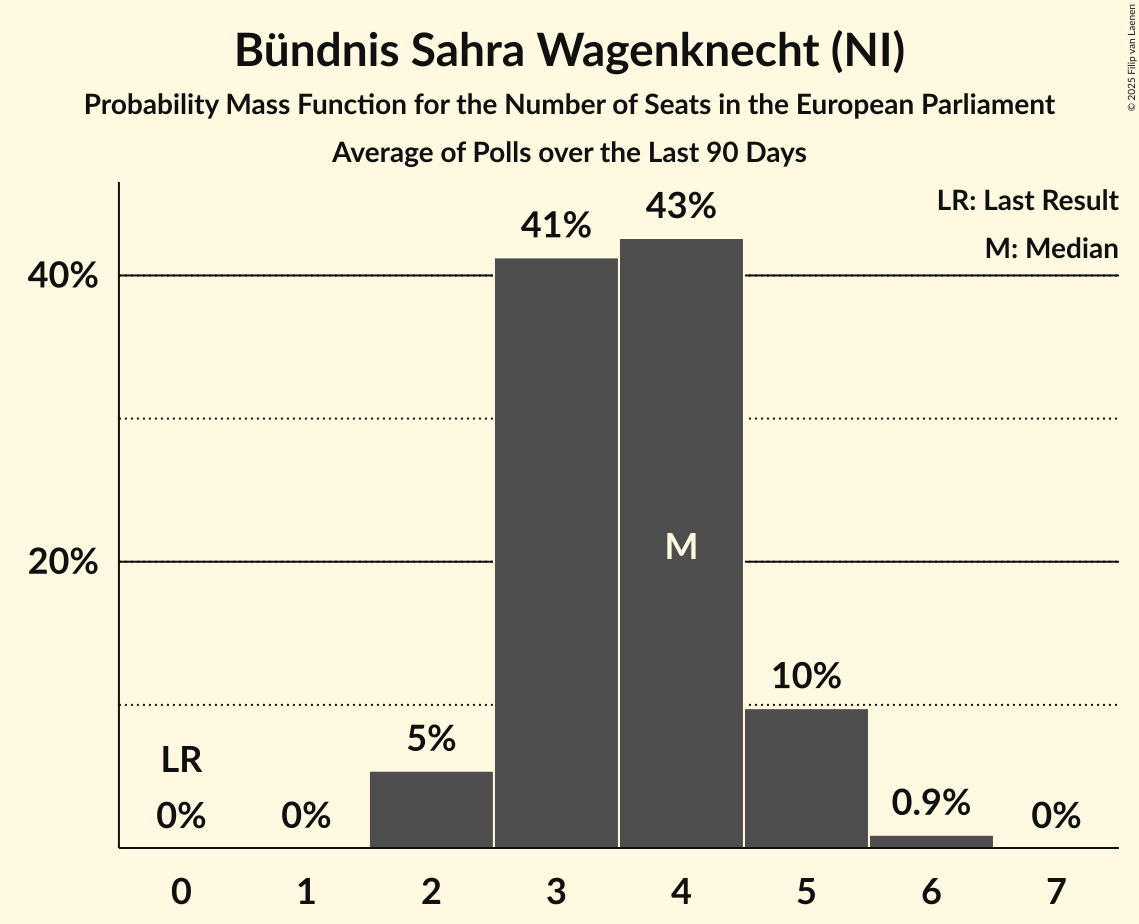 Bündnis Sahra Wagenknecht (NI)
Probability Mass Function for the Number of Seats in the European Parliament
Average of Polls over the Last 90 Days
© 2025 Filip van Laenen
LR: Last Result
M: Median
43%
41%
40%
M
20%
10%
5%
LR
0%
0%
0.9%
0%
0 1 2 3 4 5 6 7